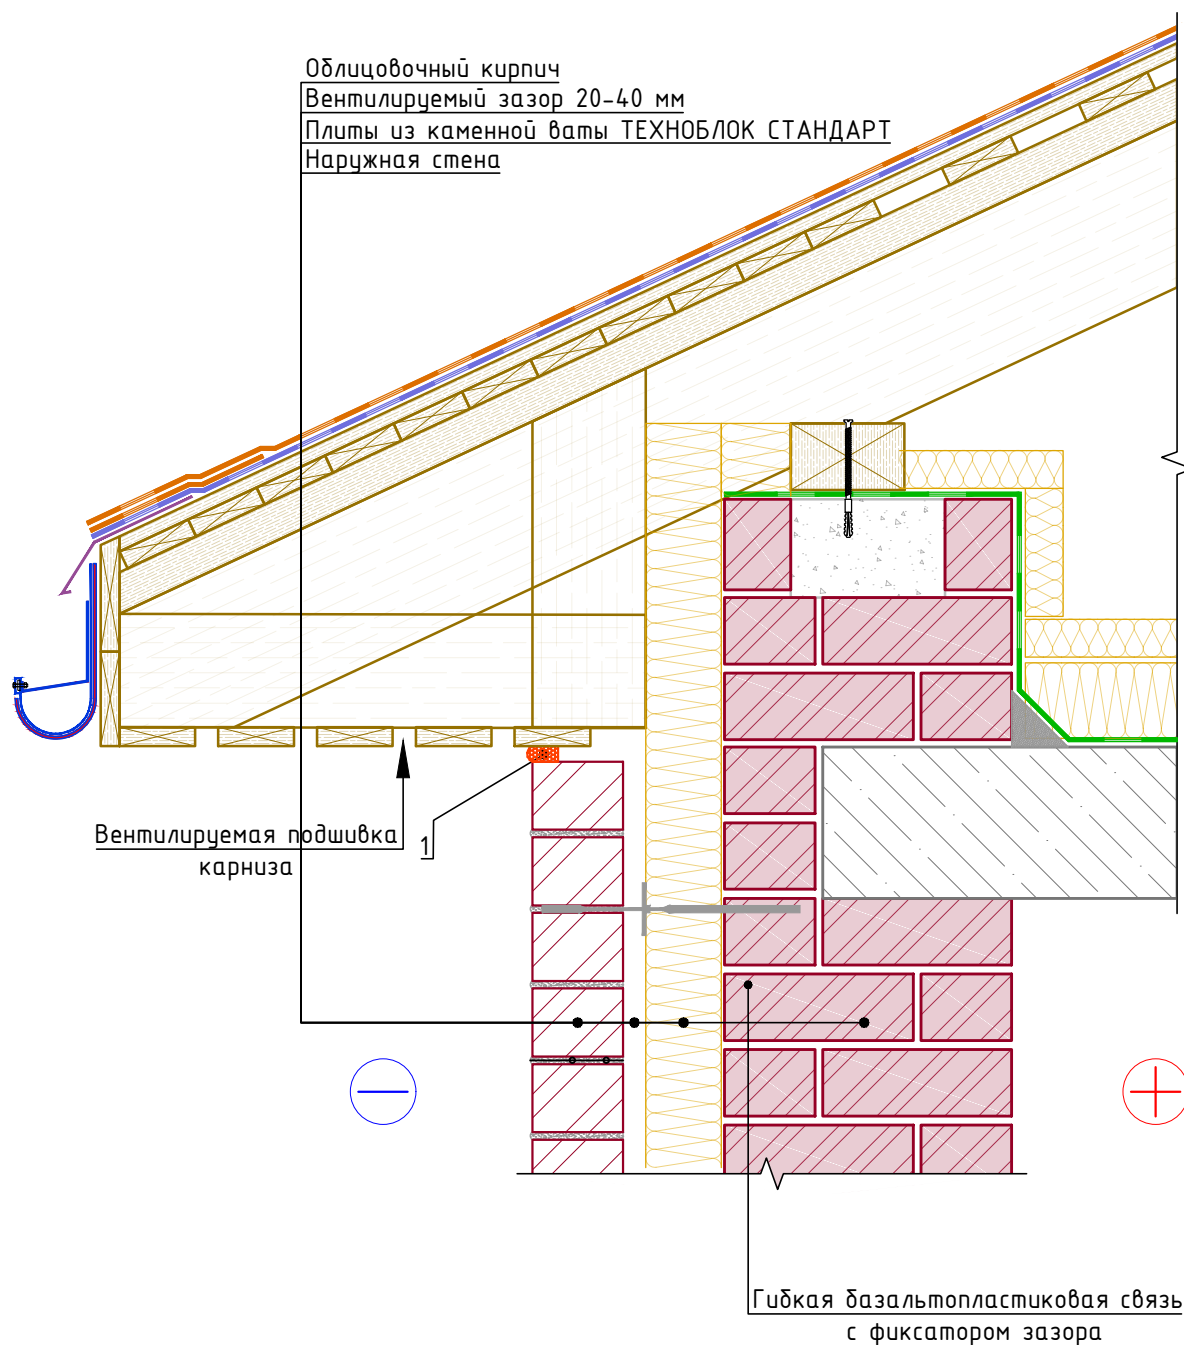 Облицовочный кирпич
Вентилируемый зазор 20-40 мм
Плиты из каменной ваты ТЕХНОБЛОК СТАНДАРТ
Наружная стена
Вентилируемая подшивка
карниза
1
Гибкая базальтопластиковая связь
с фиксатором зазора